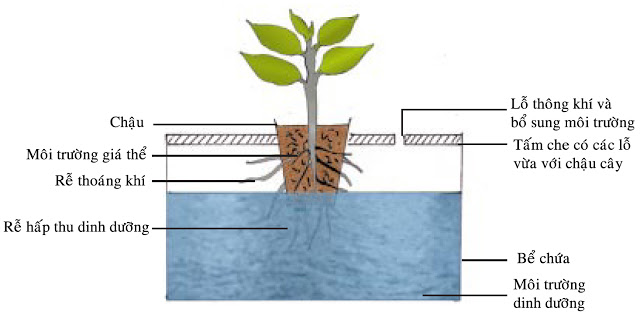 Chậu
Môi trường giá thể
Rễ thoáng khí
Rễ hấp thu dinh dưỡng
Lỗ thông khí và
bổ sung môi trường
Tấm che có các lỗ
vừa với chậu cây
Bể chứa
Môi trường
dinh dưỡng